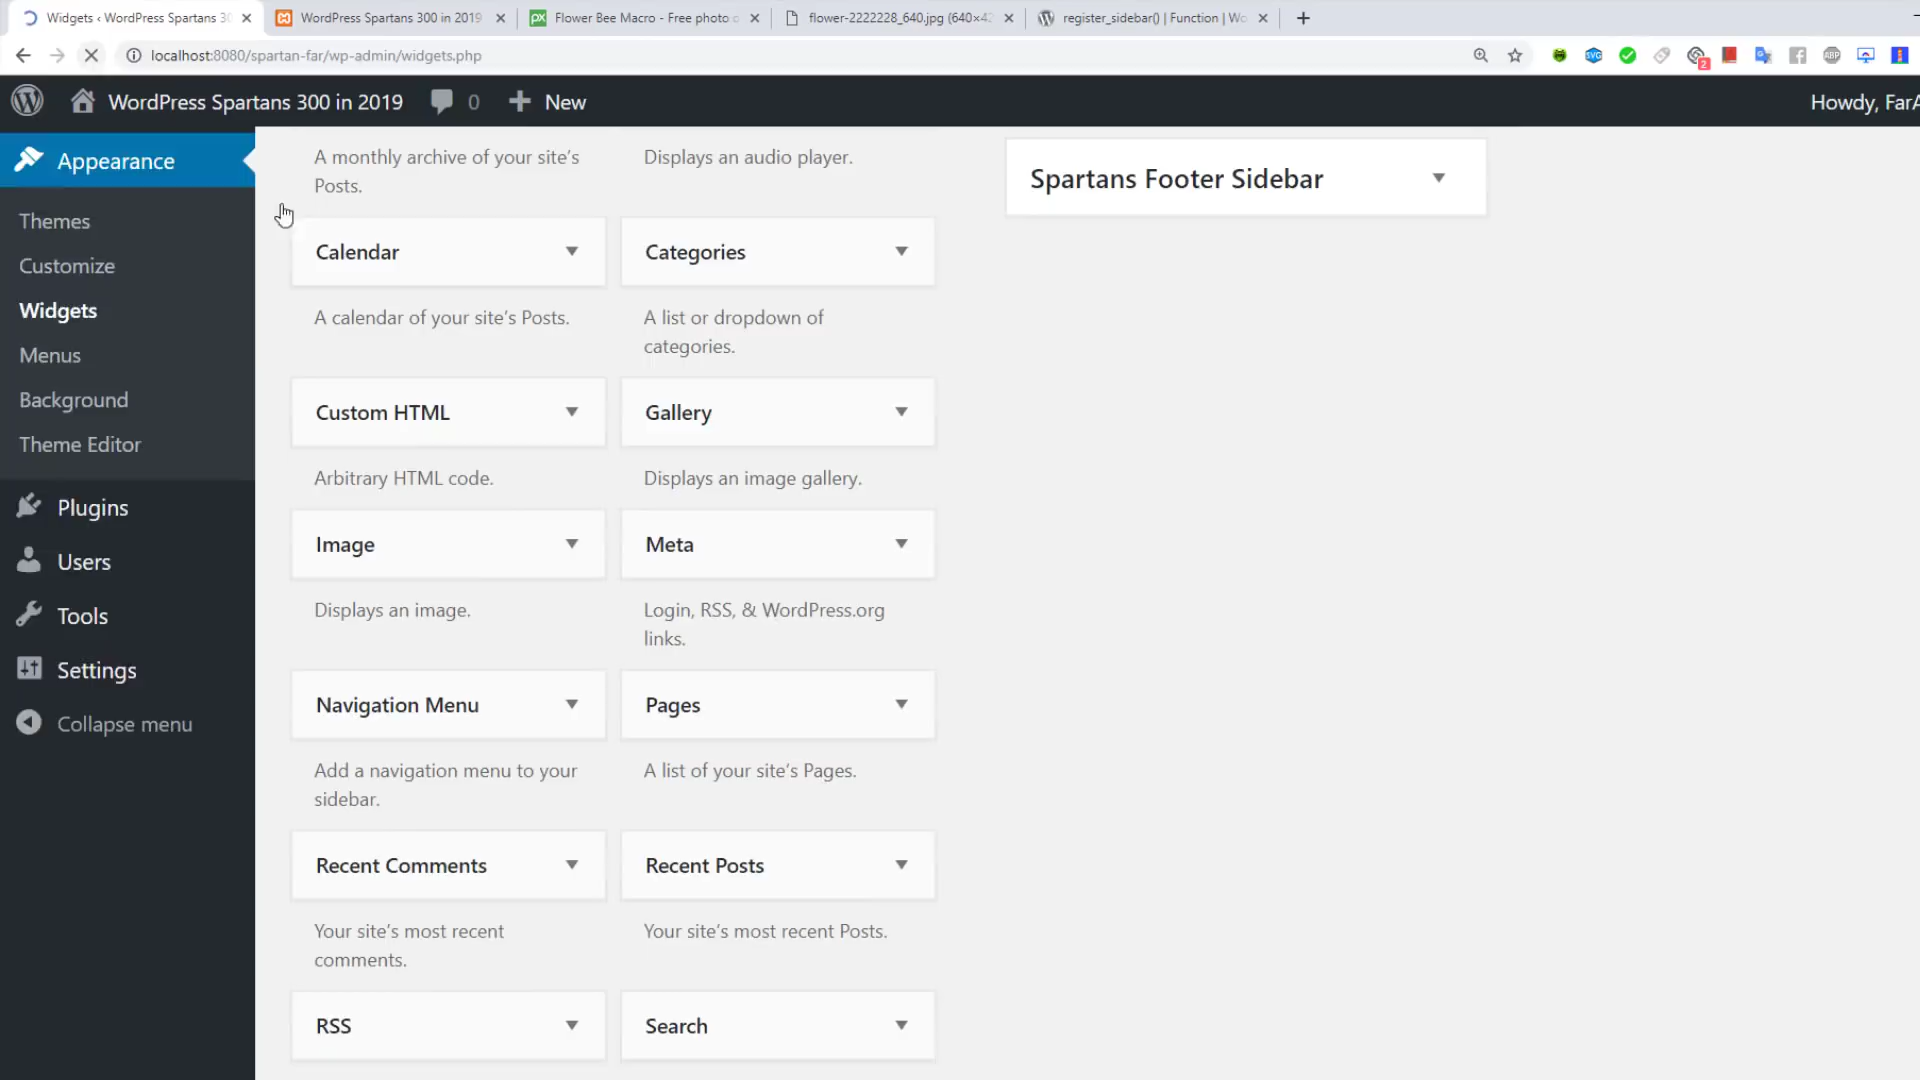 Widgets ‹ WordPress Spartans 30
WordPress Spartans 300 in 2019
Flower Bee Macro - Free photo o
flower-2222228_640.jpg (640×42
register_sidebar() | Function | Wo
localhost:8080/spartan-far/wp-admin/widgets.php
SVG
2
ABP
WordPress Spartans 300 in 2019
0
New
Howdy, FarA
Appearance
Themes
Customize
Widgets
Menus
Background
Theme Editor
Plugins
Users
Tools
Settings
Collapse menu
A monthly archive of your site's
Posts.
Displays an audio player.
Calendar
Categories
A calendar of your site's Posts.
A list or dropdown of
categories.
Custom HTML
Gallery
Arbitrary HTML code.
Displays an image gallery.
Image
Meta
Displays an image.
Login, RSS, & WordPress.org
links.
Navigation Menu
Pages
Add a navigation menu to your
sidebar.
A list of your site's Pages.
Recent Comments
Recent Posts
Your site's most recent
comments.
Your site's most recent Posts.
RSS
Search
Spartans Footer Sidebar